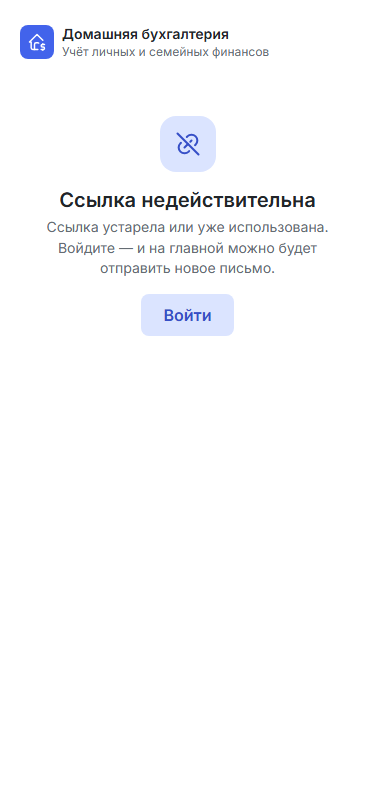 Домашняя бухгалтерия
Учёт личных и семейных финансов
Ссылка недействительна
Ссылка устарела или уже использована.
Войдите — и на главной можно будет
отправить новое письмо.
Войти